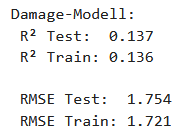 Damage-Modell:
R² Test:  0.137
R² Train: 0.136
RMSE Test:  1.754
RMSE Train: 1.721